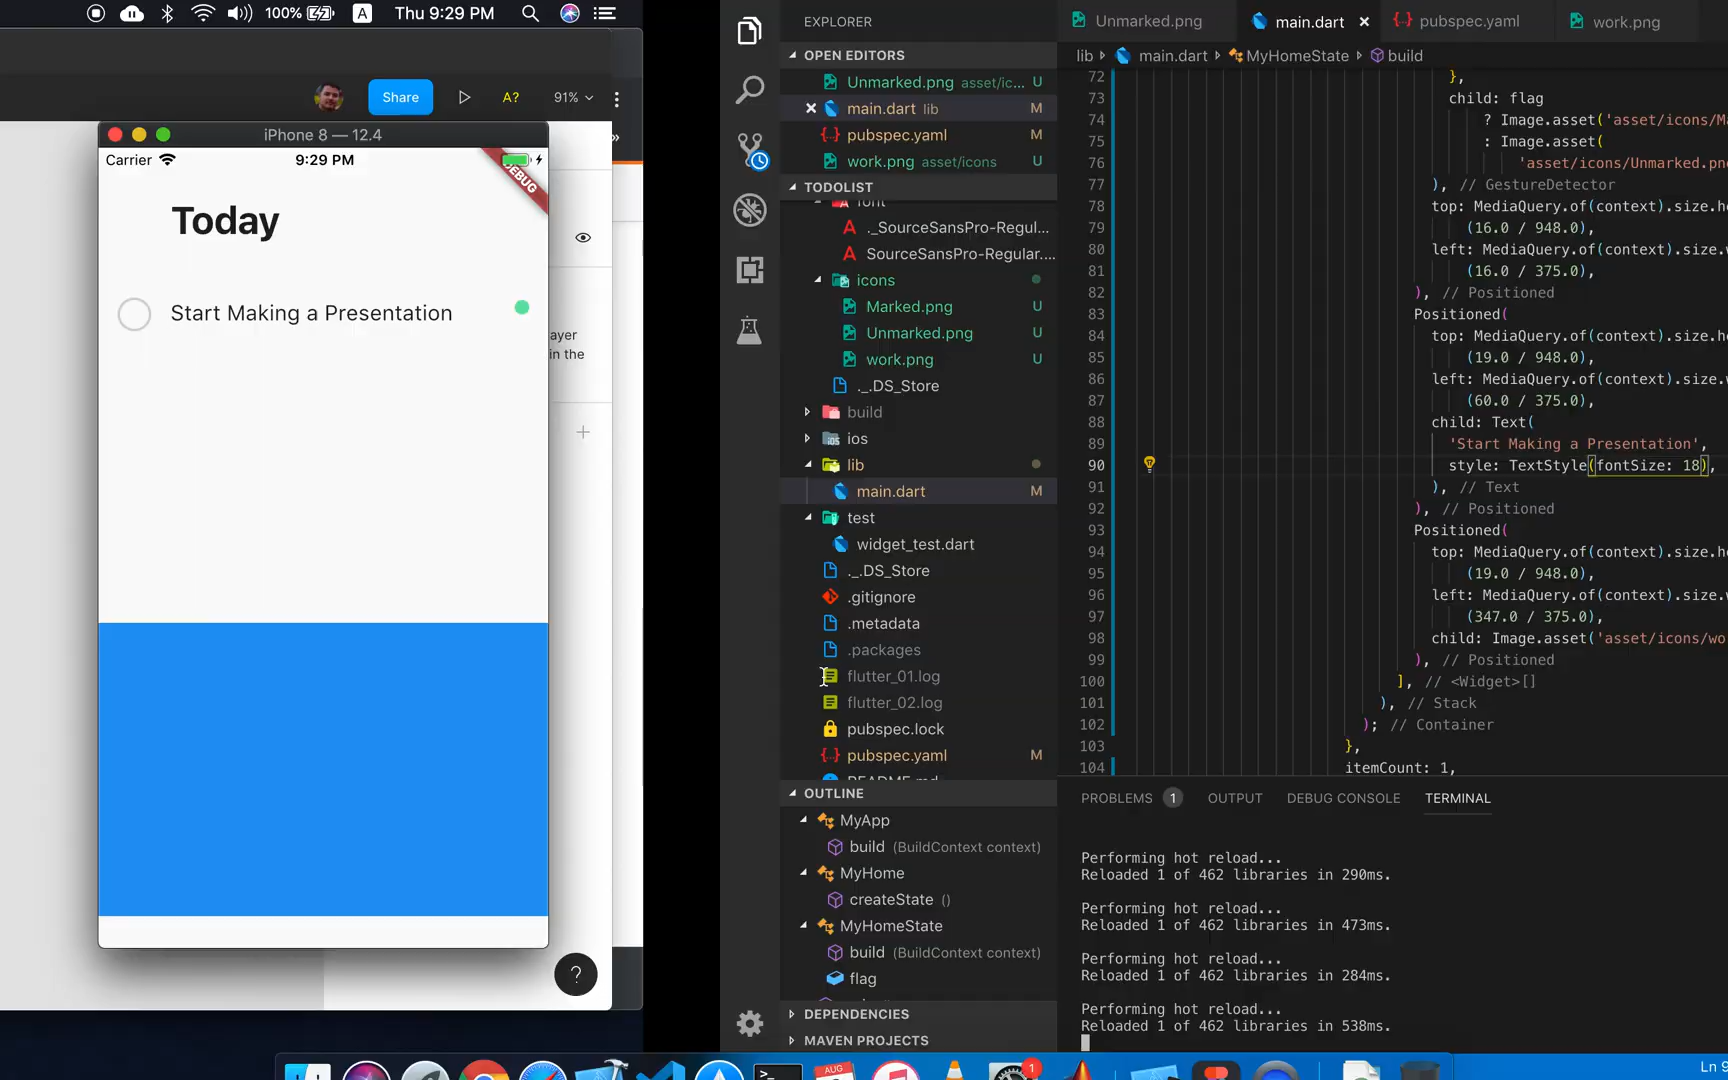 100%
A
Thu 9:29 PM
Share
A?
91%
iPhone 8 — 12.4
Carrier
9:29 PM
DEBUG
Today
Start Making a Presentation
ayer
in the
?
EXPLORER
OPEN EDITORS
Unmarked.png asset/ic... U
main.dart lib M
pubspec.yaml M
work.png asset/icons U
TODOLIST
font
._SourceSansPro-Regul...
SourceSansPro-Regular....
icons
Marked.png U
Unmarked.png U
work.png U
._.DS_Store
build
ios
lib
main.dart M
test
widget_test.dart
._.DS_Store
.gitignore
.metadata
.packages
flutter_01.log
flutter_02.log
pubspec.lock
pubspec.yaml M
README.md
OUTLINE
MyApp
build (BuildContext context)
MyHome
createState ()
MyHomeState
build (BuildContext context)
flag
DEPENDENCIES
MAVEN PROJECTS
Unmarked.png
main.dart
pubspec.yaml
work.png
lib main.dart MyHomeState build
72 },
73 child: flag
74 ? Image.asset('asset/icons/Ma
75 : Image.asset(
76 'asset/icons/Unmarked.pn
77 ), // GestureDetector
78 top: MediaQuery.of(context).size.he
79 (16.0 / 948.0),
80 left: MediaQuery.of(context).size.w
81 (16.0 / 375.0),
82 ), // Positioned
83 Positioned(
84 top: MediaQuery.of(context).size.he
85 (19.0 / 948.0),
86 left: MediaQuery.of(context).size.w
87 (60.0 / 375.0),
88 child: Text(
89 'Start Making a Presentation',
90 style: TextStyle(fontSize: 18),
91 ), // Text
92 ), // Positioned
93 Positioned(
94 top: MediaQuery.of(context).size.he
95 (19.0 / 948.0),
96 left: MediaQuery.of(context).size.w
97 (347.0 / 375.0),
98 child: Image.asset('asset/icons/wo
99 ), // Positioned
100 ], // <Widget>[]
101 ), // Stack
102 ); // Container
103 },
104 itemCount: 1,
PROBLEMS 1 OUTPUT DEBUG CONSOLE TERMINAL
Performing hot reload...
Reloaded 1 of 462 libraries in 290ms.
Performing hot reload...
Reloaded 1 of 462 libraries in 473ms.
Performing hot reload...
Reloaded 1 of 462 libraries in 284ms.
Performing hot reload...
Reloaded 1 of 462 libraries in 538ms.
AUG
1
Ln 9